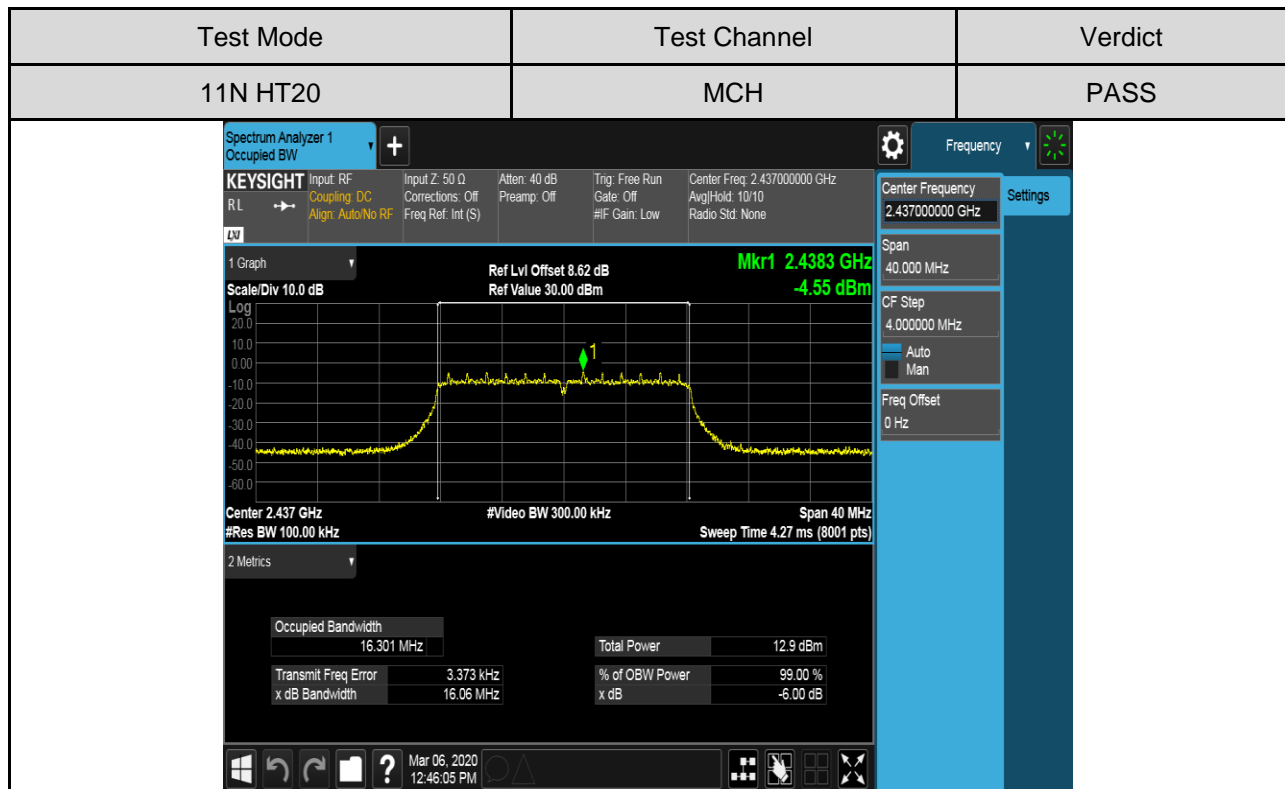 Test Mode Test Channel Verdict
11N HT20 MCH PASS
Spectrum Analyzer 1
Occupied BW
+
Frequency
KEYSIGHT
RL
LXI
Input: RF
Coupling: DC
Align: Auto/No RF
Input Z: 50 Ω
Corrections: Off
Freq Ref: Int (S)
Atten: 40 dB
Preamp: Off
Trig: Free Run
Gate: Off
#IF Gain: Low
Center Freq: 2.437000000 GHz
Avg|Hold: 10/10
Radio Std: None
Center Frequency
2.437000000 GHz
Settings
Span
40.000 MHz
CF Step
4.000000 MHz
Auto
Man
Freq Offset
0 Hz
1 Graph
Scale/Div 10.0 dB
Ref Lvl Offset 8.62 dB
Ref Value 30.00 dBm
Mkr1 2.4383 GHz
-4.55 dBm
Log
20.0
10.0
0.00
-10.0
-20.0
-30.0
-40.0
-50.0
-60.0
1
Center 2.437 GHz #Video BW 300.00 kHz Span 40 MHz
#Res BW 100.00 kHz Sweep Time 4.27 ms (8001 pts)
2 Metrics
Occupied Bandwidth
16.301 MHz
Total Power 12.9 dBm
Transmit Freq Error 3.373 kHz
% of OBW Power 99.00 %
x dB Bandwidth 16.06 MHz
x dB -6.00 dB
?
Mar 06, 2020
12:46:05 PM